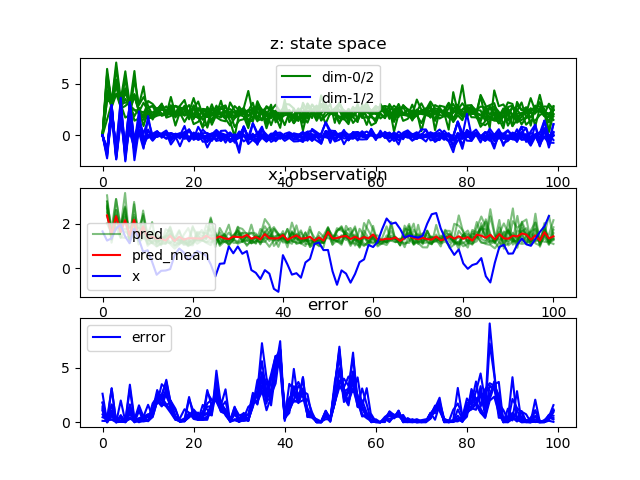 z: state space
5
0
dim-0/2
dim-1/2
0 20 40 60 80 100
x: observation
2
0
pred
pred_mean
x
0 20 40 60 80 100
error
5
0
error
0 20 40 60 80 100